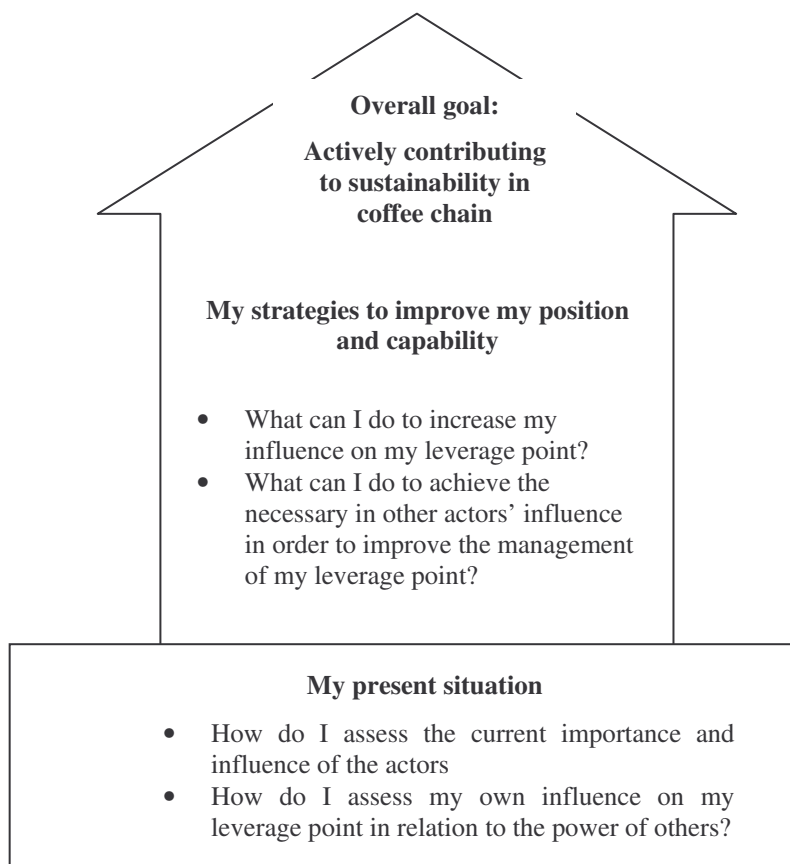 Overall goal:
Actively contributing
to sustainability in
coffee chain
My strategies to improve my position
and capability
• What can I do to increase my
influence on my leverage point?
• What can I do to achieve the
necessary in other actors’ influence
in order to improve the management
of my leverage point?
My present situation
• How do I assess the current importance and
influence of the actors
• How do I assess my own influence on my
leverage point in relation to the power of others?